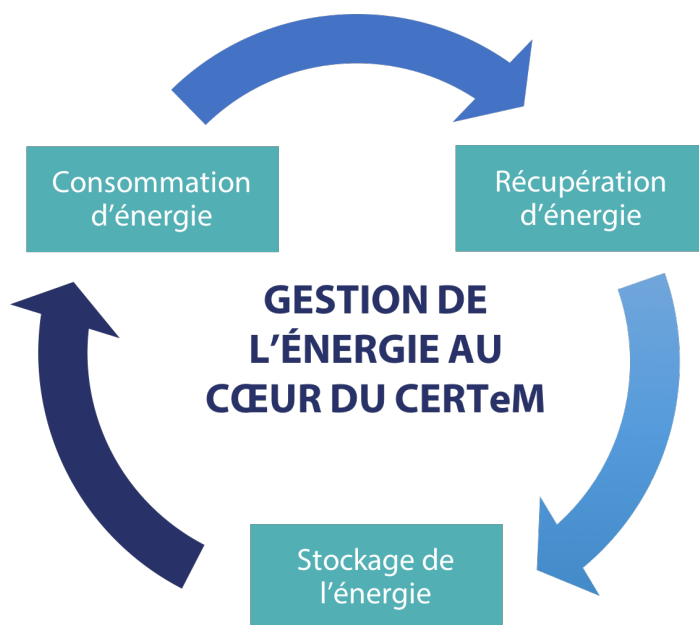 Consommation
d’énergie
Récupération
d’énergie
GESTION DE
L’ÉNERGIE AU
CŒUR DU CERTeM
Stockage de
l’énergie